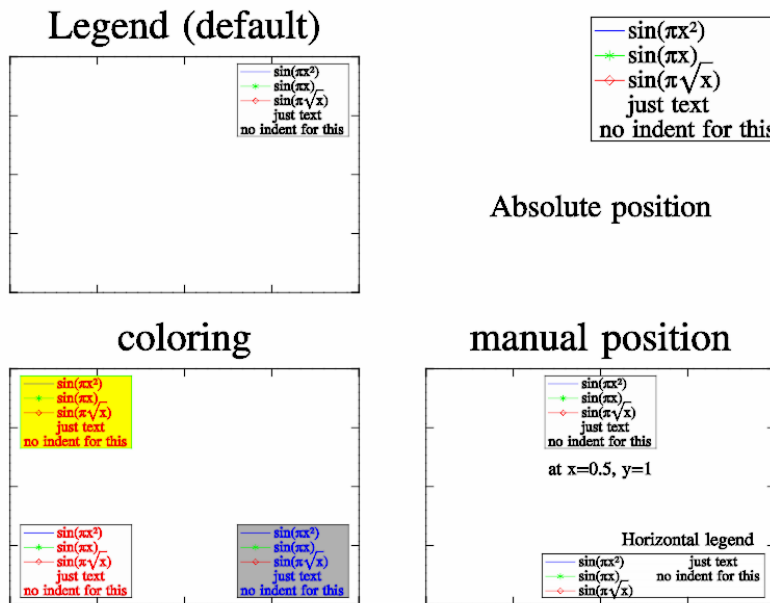 Legend (default)
sin(πx²)
sin(πx)
sin(π√x)
just text
no indent for this
sin(πx²)
sin(πx)
sin(π√x)
just text
no indent for this
Absolute position
coloring
sin(πx²)
sin(πx)
sin(π√x)
just text
no indent for this
sin(πx²)
sin(πx)
sin(π√x)
just text
no indent for this
sin(πx²)
sin(πx)
sin(π√x)
just text
no indent for this
manual position
sin(πx²)
sin(πx)
sin(π√x)
just text
no indent for this
at x=0.5, y=1
Horizontal legend
sin(πx²) just text
sin(πx) no indent for this
sin(π√x)